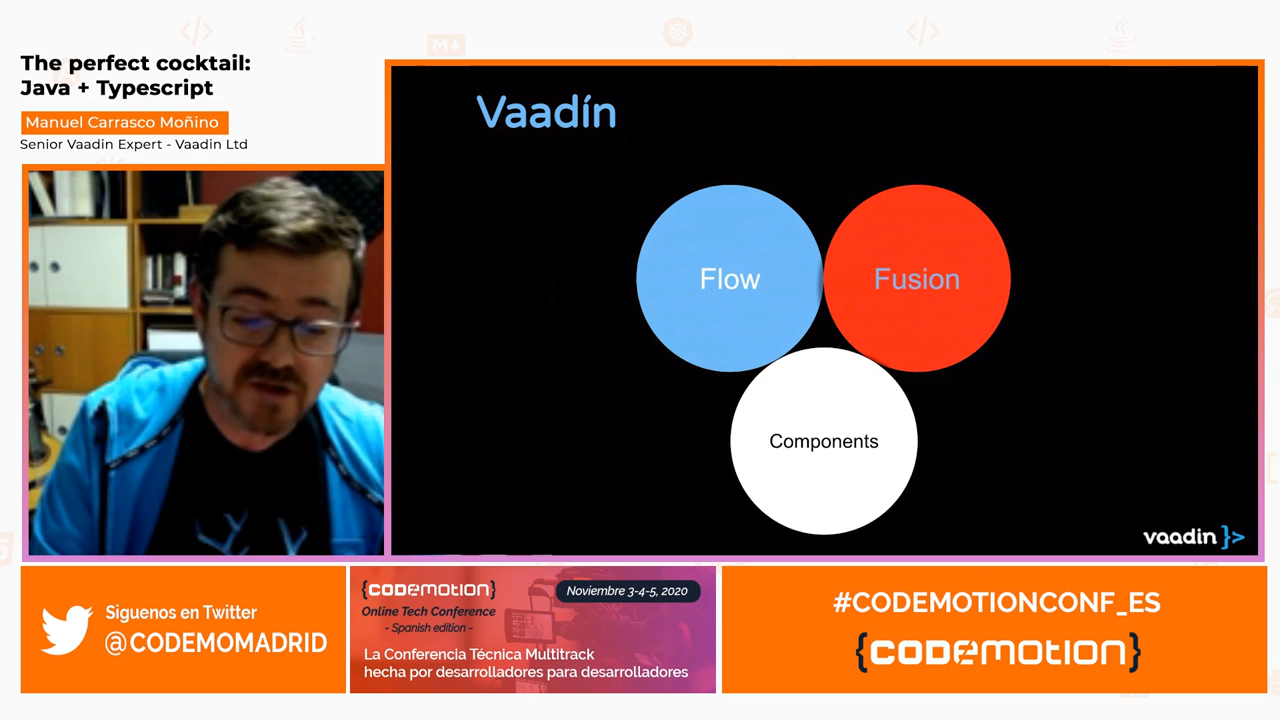 The perfect cocktail:
Java + Typescript
Manuel Carrasco Moñino
Senior Vaadin Expert - Vaadin Ltd
Vaadín
Flow
Fusion
Components
vaadin }>
Siguenos en Twitter
@CODEMOMADRID
{CODEMOTION}
Noviembre 3-4-5, 2020
Online Tech Conference
- Spanish edition -
La Conferencia Técnica Multitrack
hecha por desarrolladores para desarrolladores
#CODEMOTIONCONF_ES
{CODEMOTION}